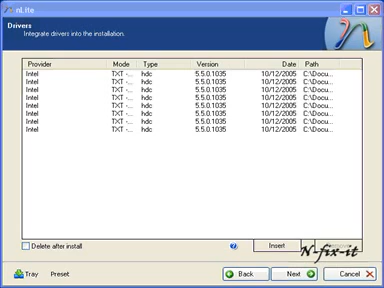 nLite
Drivers
Integrate drivers into the installation.
Provider Mode Type Version Date Path
Intel TXT -... hdc 5.5.0.1035 10/12/2005 C:\Docu...
Intel TXT -... hdc 5.5.0.1035 10/12/2005 C:\Docu...
Intel TXT -... hdc 5.5.0.1035 10/12/2005 C:\Docu...
Intel TXT -... hdc 5.5.0.1035 10/12/2005 C:\Docu...
Intel TXT -... hdc 5.5.0.1035 10/12/2005 C:\Docu...
Intel TXT -... hdc 5.5.0.1035 10/12/2005 C:\Docu...
Intel TXT -... hdc 5.5.0.1035 10/12/2005 C:\Docu...
Intel TXT -... hdc 5.5.0.1035 10/12/2005 C:\Docu...
Delete after install
Insert
N-fix-it
Tray Preset Back Next Cancel